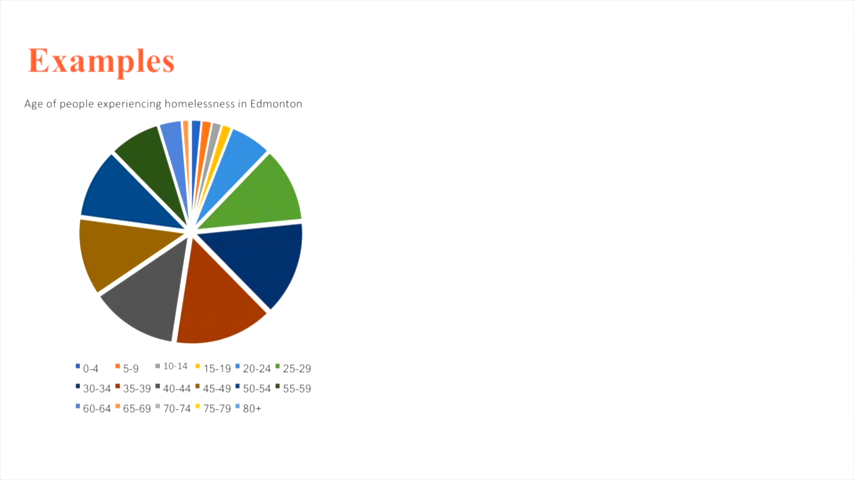 Examples
Age of people experiencing homelessness in Edmonton
0-4 5-9 10-14 15-19 20-24 25-29
30-34 35-39 40-44 45-49 50-54 55-59
60-64 65-69 70-74 75-79 80+